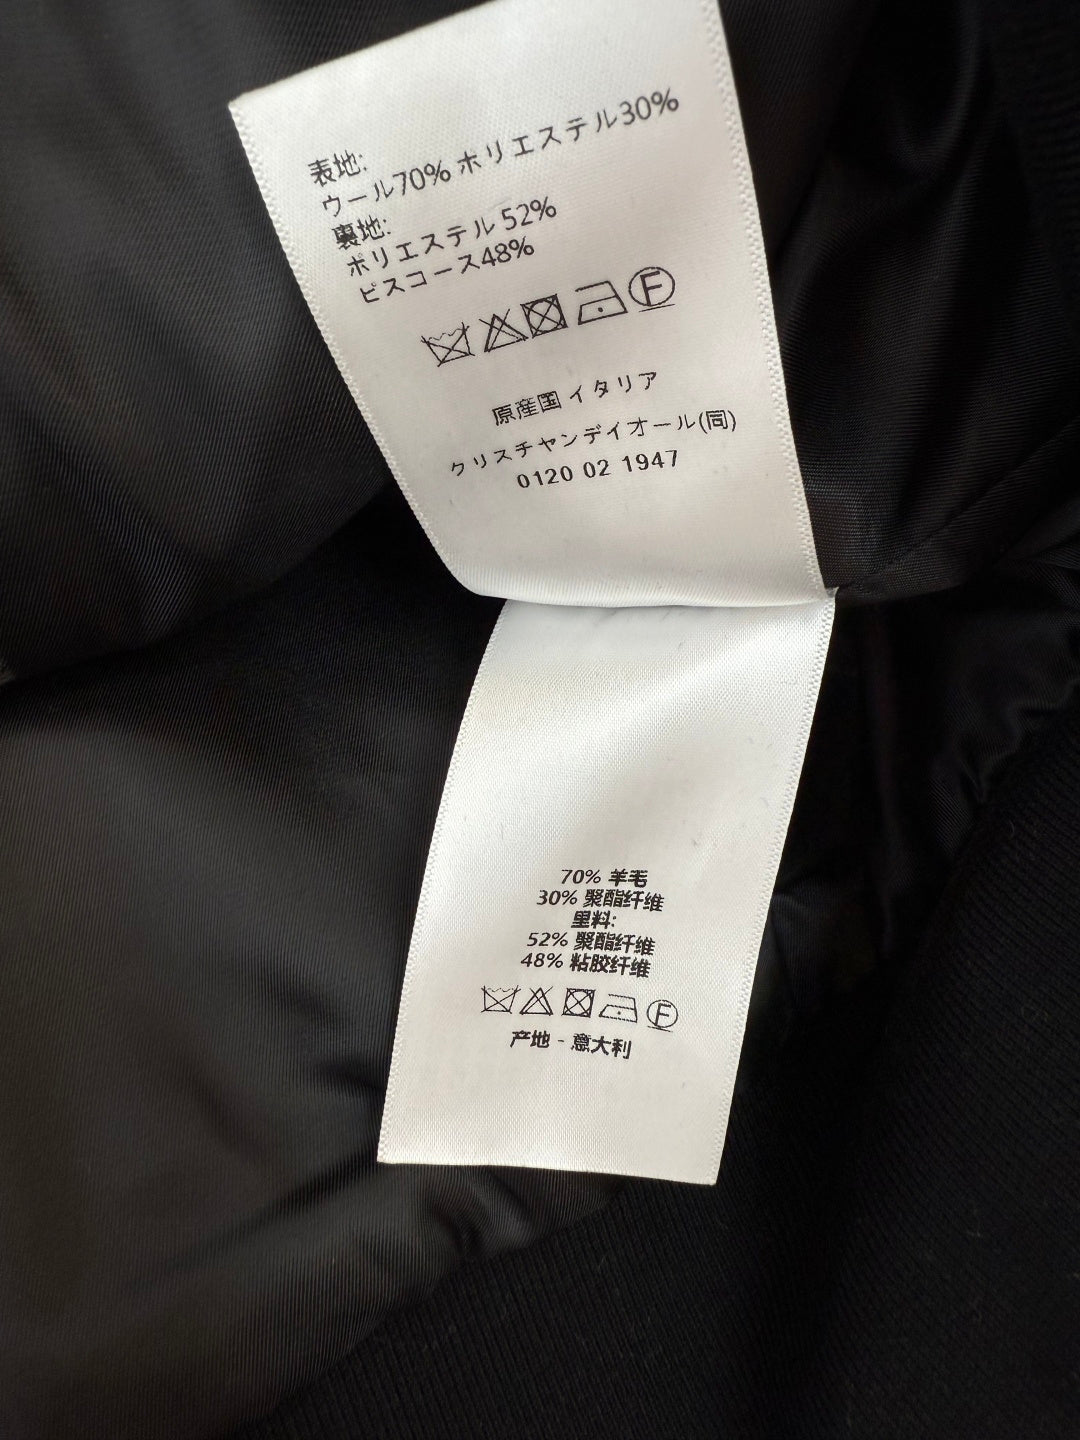 表地:
ウール70% ポリエステル30%
裏地:
ポリエステル 52%
ビスコース48%
F
原産国 イタリア
クリスチャンディオール(同)
0120 02 1947
70% 羊毛
30% 聚酯纤维
里料:
52% 聚酯纤维
48% 粘胶纤维
F
产地 - 意大利